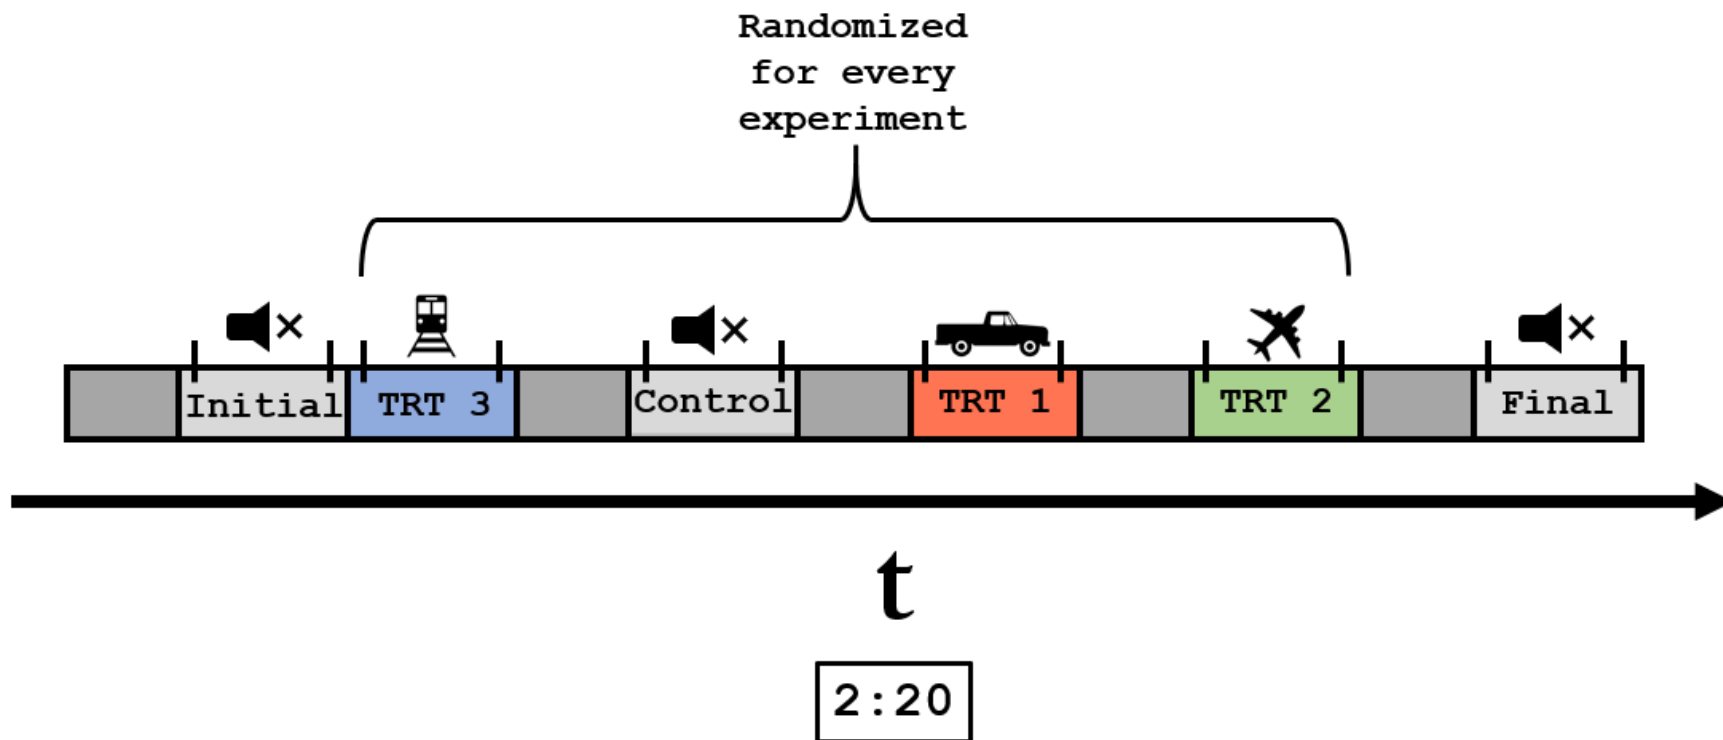 Randomized
for every
experiment
Initial
TRT 3
Control
TRT 1
TRT 2
Final
t
2:20